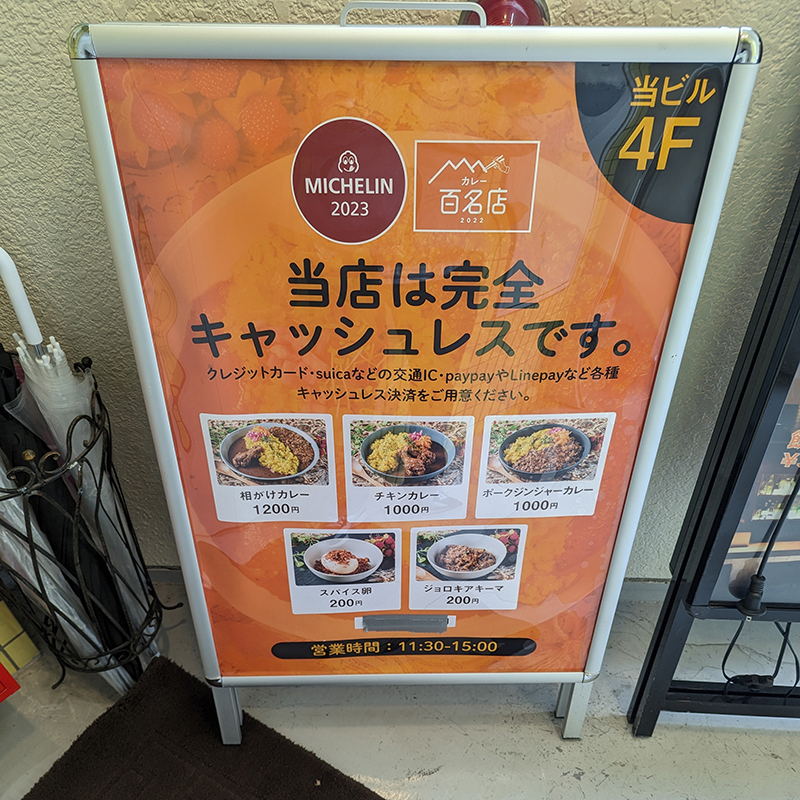 当ビル
4F
MICHELIN
2023
カレー
百名店
2022
当店は完全
キャッシュレスです。
クレジットカード・suicaなどの交通IC・paypayやLinepayなど各種
キャッシュレス決済をご用意ください。
相がけカレー
1200円
チキンカレー
1000円
ポークジンジャーカレー
1000円
スパイス卵
200円
ジョロキアキーマ
200円
営業時間：11:30-15:00